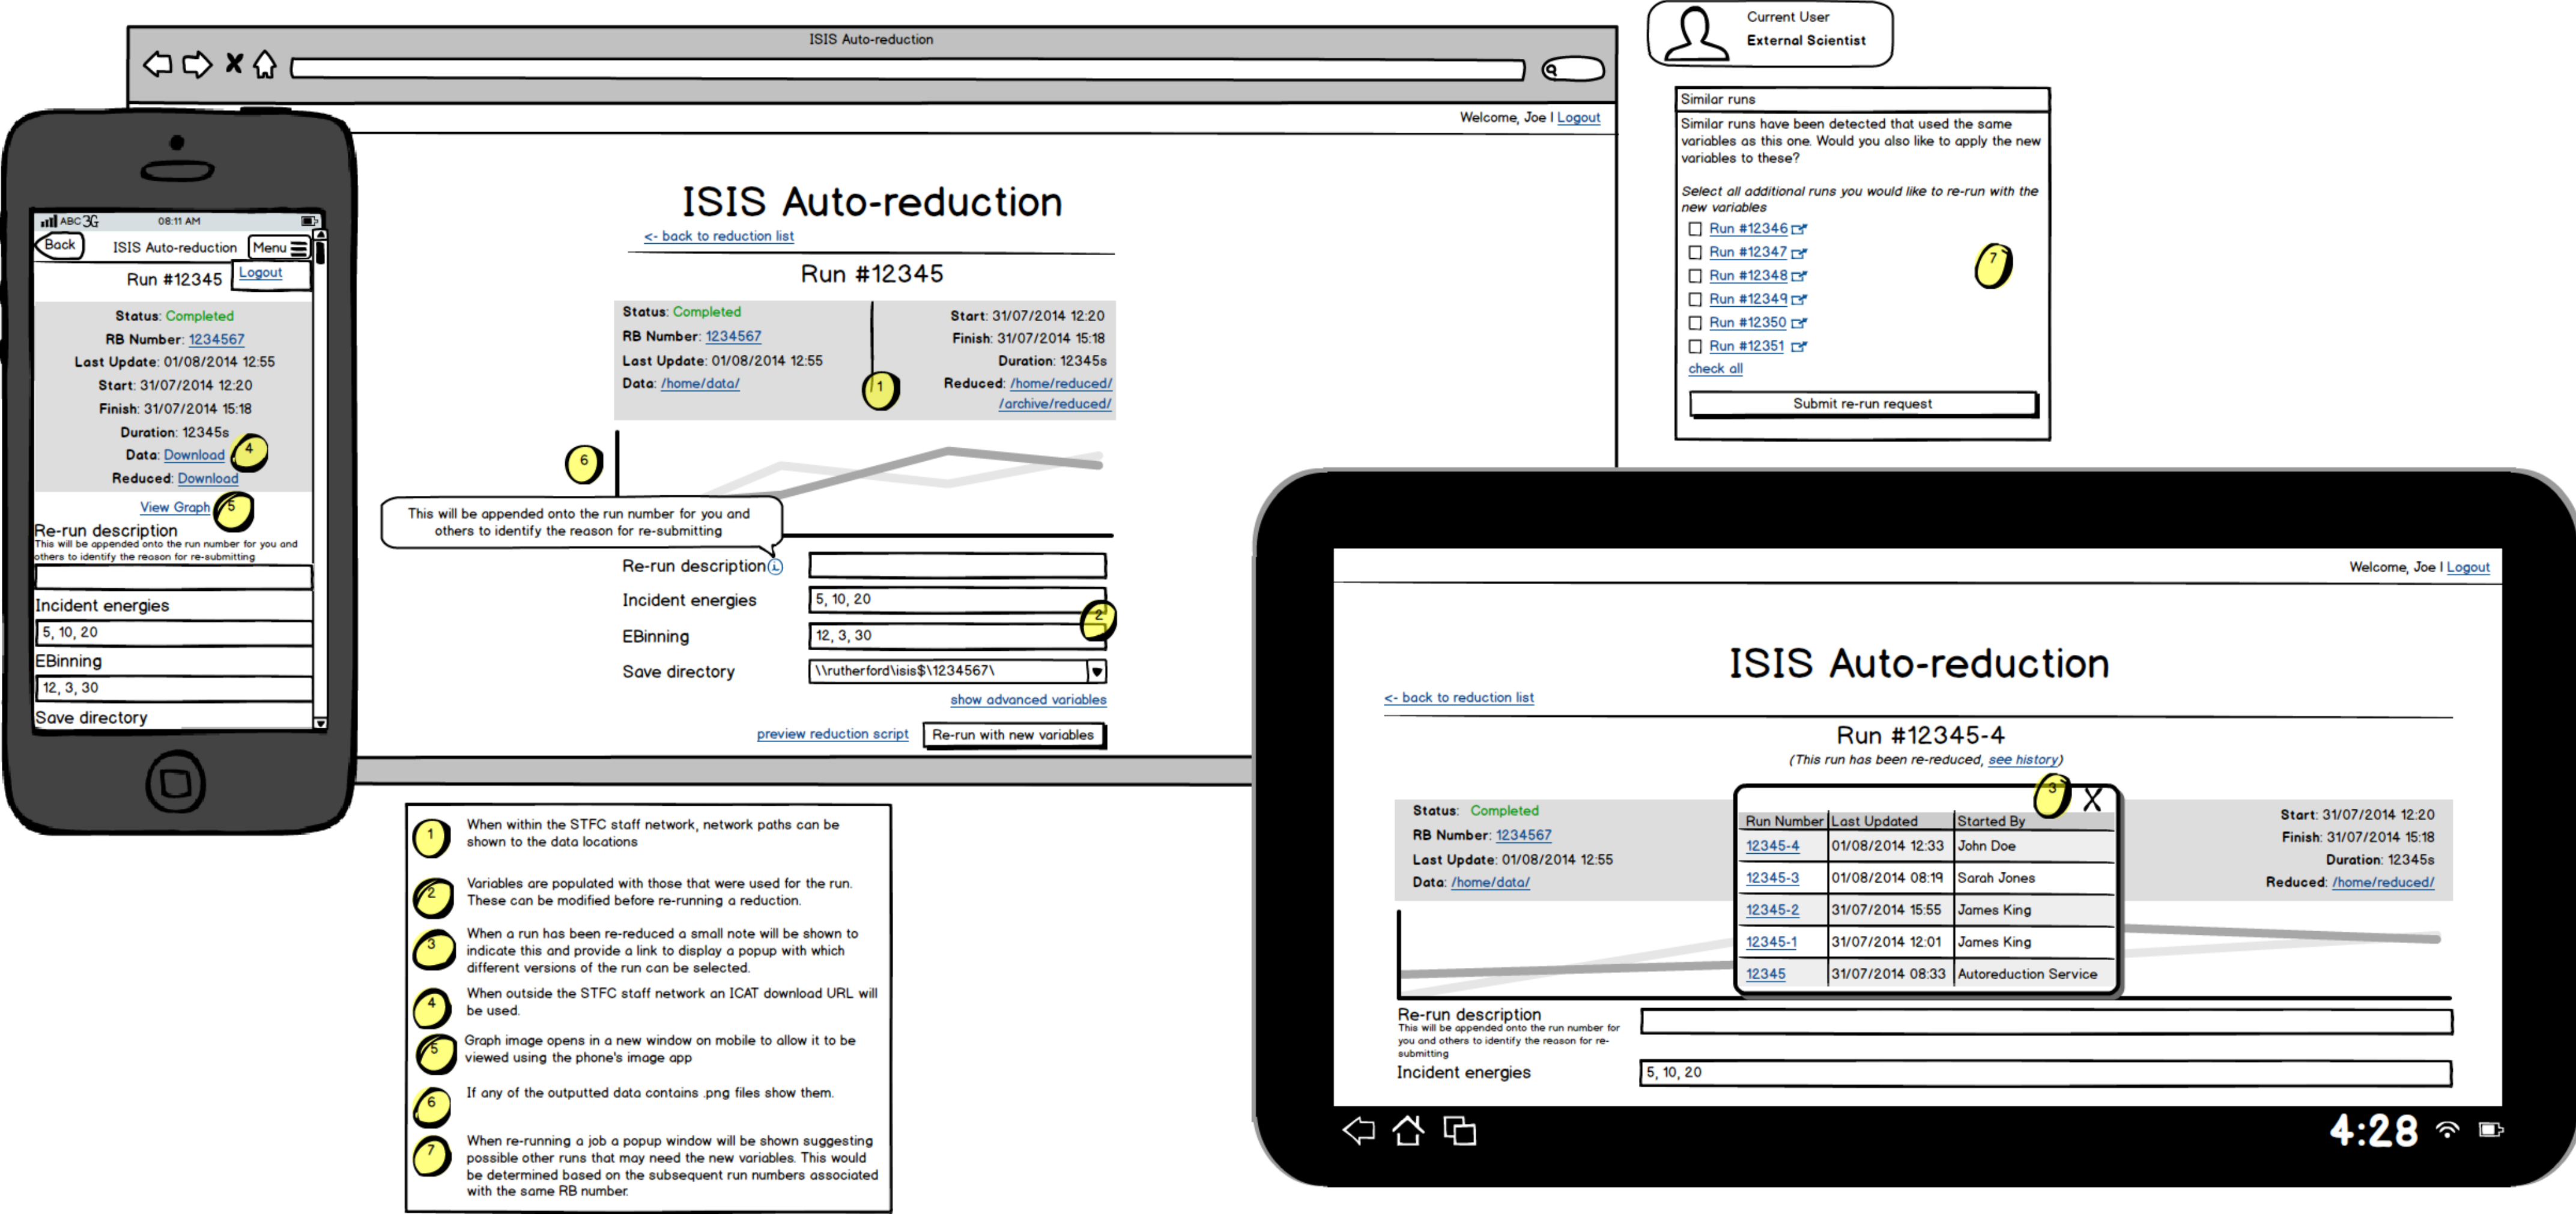 ISIS Auto-reduction
Welcome, Joe | Logout
ISIS Auto-reduction
<- back to reduction list
Run #12345
Status: Completed
RB Number: 1234567
Last Update: 01/08/2014 12:55
Data: /home/data/
Start: 31/07/2014 12:20
Finish: 31/07/2014 15:18
Duration: 12345s
Reduced: /home/reduced/
/archive/reduced/
1
6
This will be appended onto the run number for you and
others to identify the reason for re-submitting
Re-run description i
Incident energies
5, 10, 20
2
EBinning
12, 3, 30
Save directory
\\rutherford\isis$\1234567\
show advanced variables
preview reduction script
Re-run with new variables
ABC 3G
08:11 AM
Back
ISIS Auto-reduction
Menu
Logout
Run #12345
Status: Completed
RB Number: 1234567
Last Update: 01/08/2014 12:55
Start: 31/07/2014 12:20
Finish: 31/07/2014 15:18
Duration: 12345s
Data: Download
4
Reduced: Download
View Graph
5
Re-run description
This will be appended onto the run number for you and
others to identify the reason for re-submitting
Incident energies
5, 10, 20
EBinning
12, 3, 30
Save directory
Current User
External Scientist
Similar runs
Similar runs have been detected that used the same
variables as this one. Would you also like to apply the new
variables to these?
Select all additional runs you would like to re-run with the
new variables
Run #12346
Run #12347
Run #12348
Run #12349
Run #12350
Run #12351
7
check all
Submit re-run request
1
When within the STFC staff network, network paths can be
shown to the data locations
2
Variables are populated with those that were used for the run.
These can be modified before re-running a reduction.
3
When a run has been re-reduced a small note will be shown to
indicate this and provide a link to display a popup with which
different versions of the run can be selected.
4
When outside the STFC staff network an ICAT download URL will
be used.
5
Graph image opens in a new window on mobile to allow it to be
viewed using the phone's image app
6
If any of the outputted data contains .png files show them.
7
When re-running a job a popup window will be shown suggesting
possible other runs that may need the new variables. This would
be determined based on the subsequent run numbers associated
with the same RB number.
Welcome, Joe | Logout
ISIS Auto-reduction
<- back to reduction list
Run #12345-4
(This run has been re-reduced, see history)
Status: Completed
RB Number: 1234567
Last Update: 01/08/2014 12:55
Data: /home/data/
3
X
Run Number Last Updated Started By
12345-4 01/08/2014 12:33 John Doe
12345-3 01/08/2014 08:19 Sarah Jones
12345-2 31/07/2014 15:55 James King
12345-1 31/07/2014 12:01 James King
12345 31/07/2014 08:33 Autoreduction Service
Start: 31/07/2014 12:20
Finish: 31/07/2014 15:18
Duration: 12345s
Reduced: /home/reduced/
Re-run description
This will be appended onto the run number for
you and others to identify the reason for re-
submitting
Incident energies
5, 10, 20
4:28